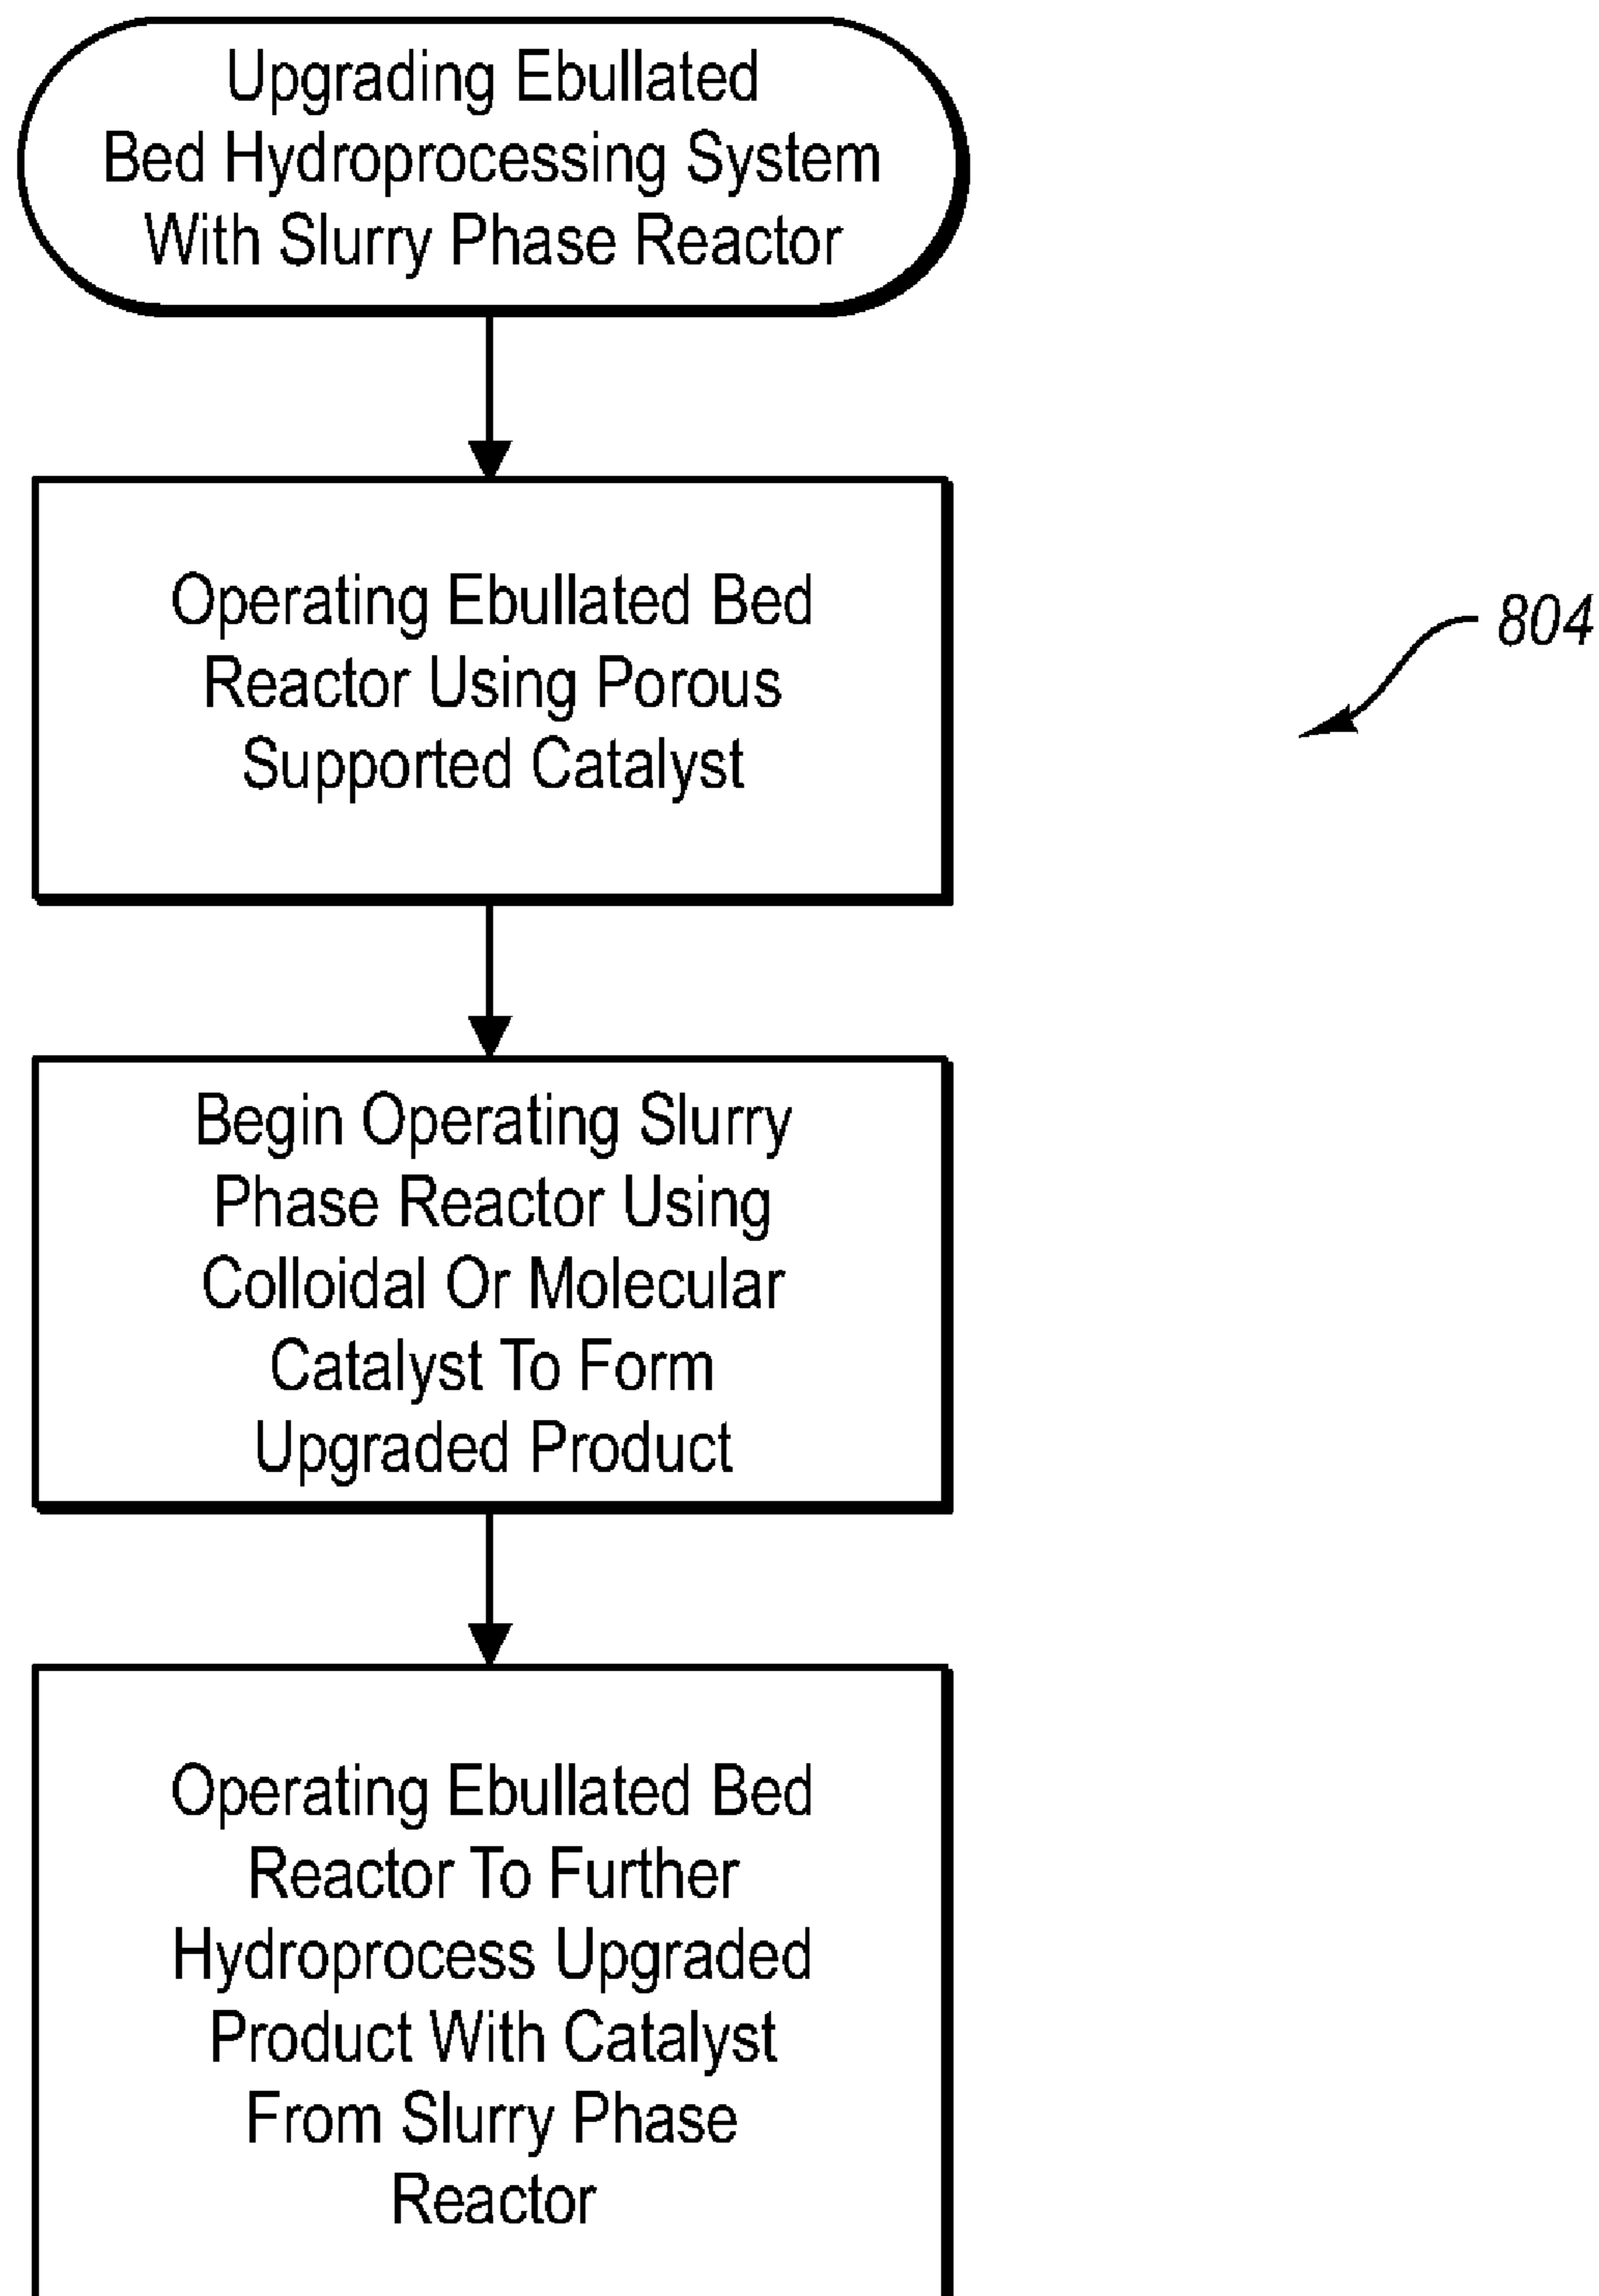 Upgrading Ebullated
Bed Hydroprocessing System
With Slurry Phase Reactor
Operating Ebullated Bed
Reactor Using Porous
Supported Catalyst
804
Begin Operating Slurry
Phase Reactor Using
Colloidal Or Molecular
Catalyst To Form
Upgraded Product
Operating Ebullated Bed
Reactor To Further
Hydroprocess Upgraded
Product With Catalyst
From Slurry Phase
Reactor